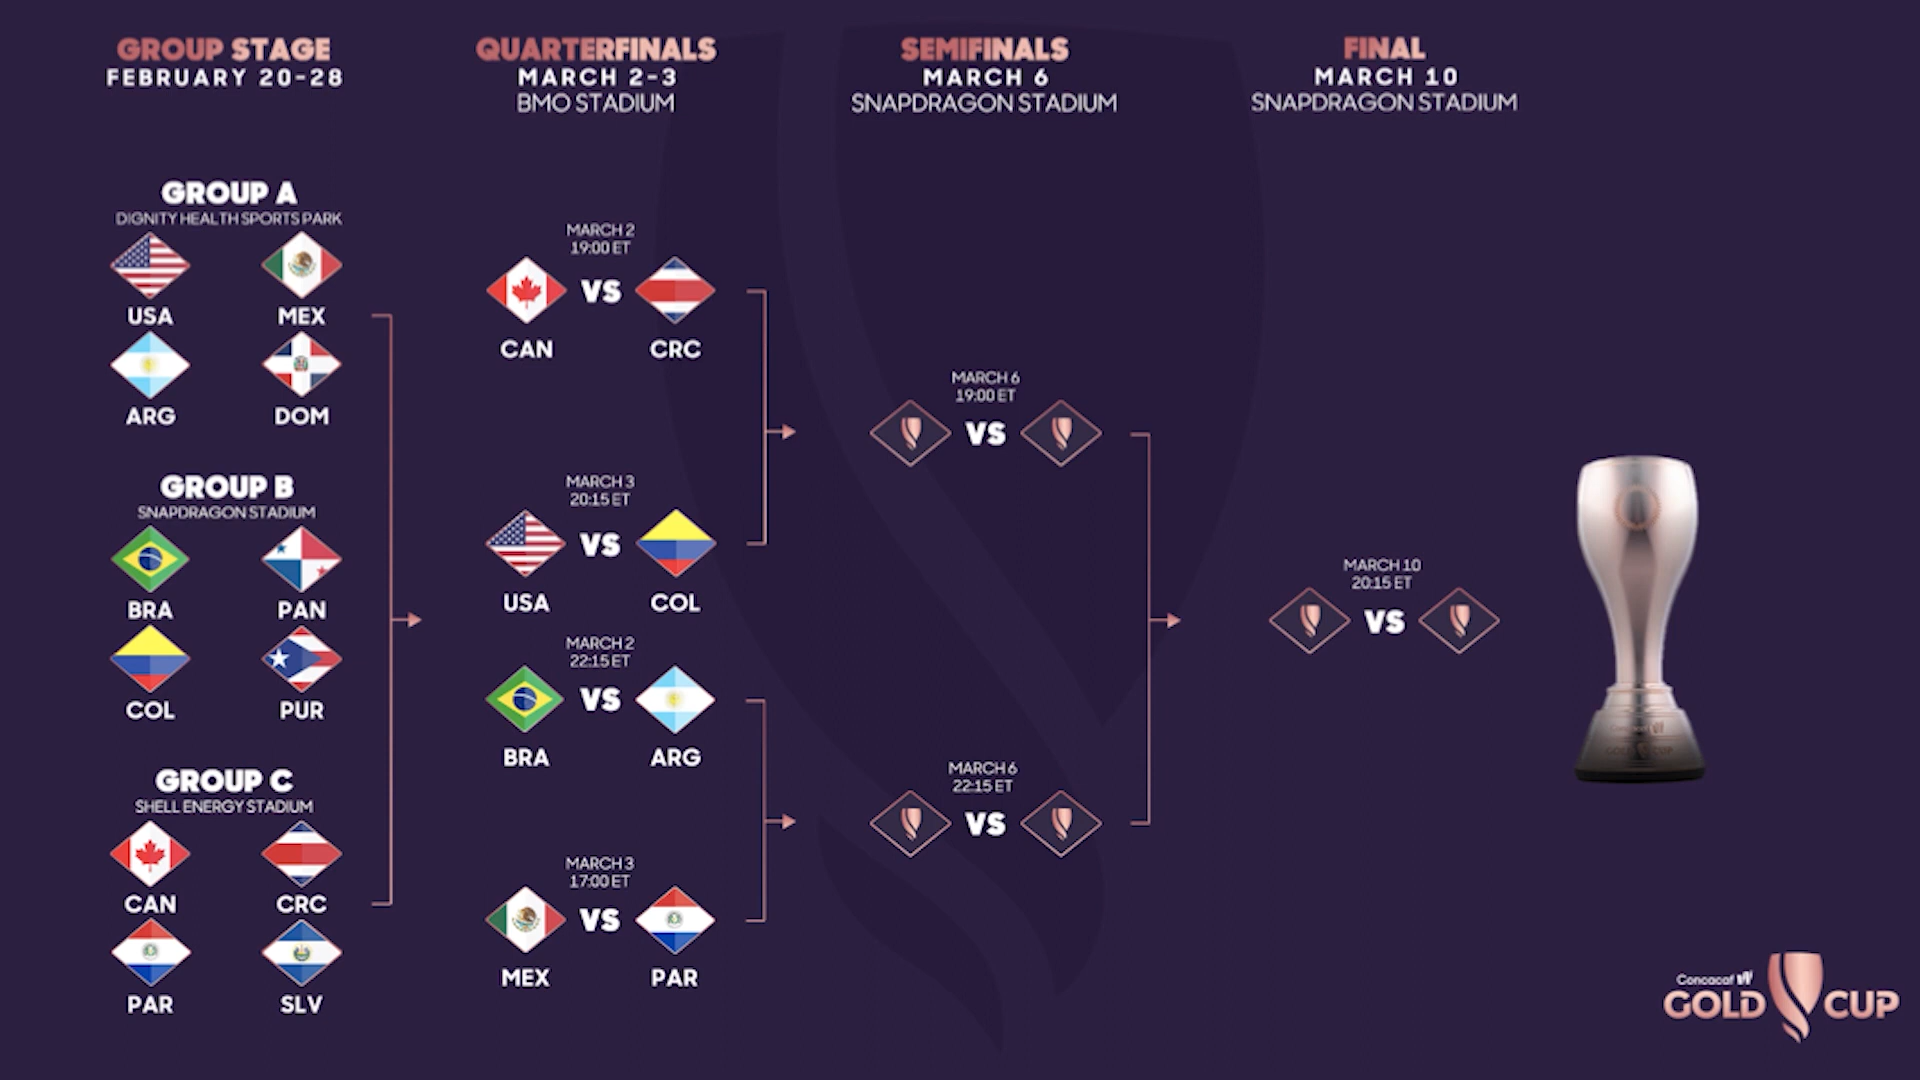 GROUP STAGE
FEBRUARY 20-28
GROUP A
DIGNITY HEALTH SPORTS PARK
USA MEX
ARG DOM
GROUP B
SNAPDRAGON STADIUM
BRA PAN
COL PUR
GROUP C
SHELL ENERGY STADIUM
CAN CRC
PAR SLV
QUARTERFINALS
MARCH 2-3
BMO STADIUM
MARCH 2
19:00 ET
VS
CAN CRC
MARCH 3
20:15 ET
VS
USA COL
MARCH 2
22:15 ET
VS
BRA ARG
MARCH 3
17:00 ET
VS
MEX PAR
SEMIFINALS
MARCH 6
SNAPDRAGON STADIUM
MARCH 6
19:00 ET
VS
MARCH 6
22:15 ET
VS
FINAL
MARCH 10
SNAPDRAGON STADIUM
MARCH 10
20:15 ET
VS
Concacaf W
GOLD CUP